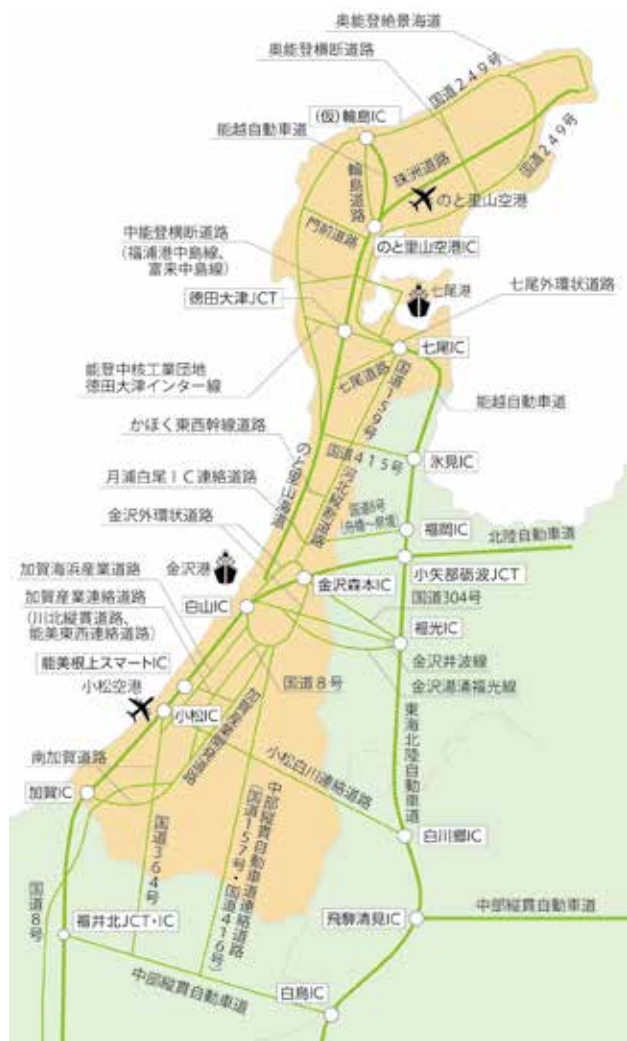 奥能登絶景海道
奥能登横断道路
国道249号
(仮)輪島IC
能越自動車道
珠洲道路
国道249号
輪島道路
のと里山空港
門前道路
中能登横断道路
(福浦港中島線、
富来中島線)
のと里山空港IC
七尾港
徳田大津JCT
七尾外環状道路
七尾IC
能登中核工業団地
徳田大津インター線
七尾道路
国道159号
能越自動車道
かほく東西幹線道路
のと里山海道
国道415号
氷見IC
月浦白尾IC連絡道路
河北縦断道路
金沢外環状道路
国道8号
福岡IC
北陸自動車道
加賀海浜産業道路
金沢港
金沢森本IC
小矢部砺波JCT
国道304号
加賀産業連絡道路
(川北縦貫道路、
能美東西連絡道路)
白山IC
福光IC
金沢井波線
金沢湯涌福光線
能美根上スマートIC
国道8号
小松空港
小松IC
東海北陸自動車道
南加賀道路
小松白川連絡道路
加賀IC
国道364号
中部縦貫自動車道連絡道路
(国道157号・国道416号)
白川郷IC
国道8号
福井北JCT・IC
飛騨清見IC
中部縦貫自動車道
中部縦貫自動車道
白鳥IC